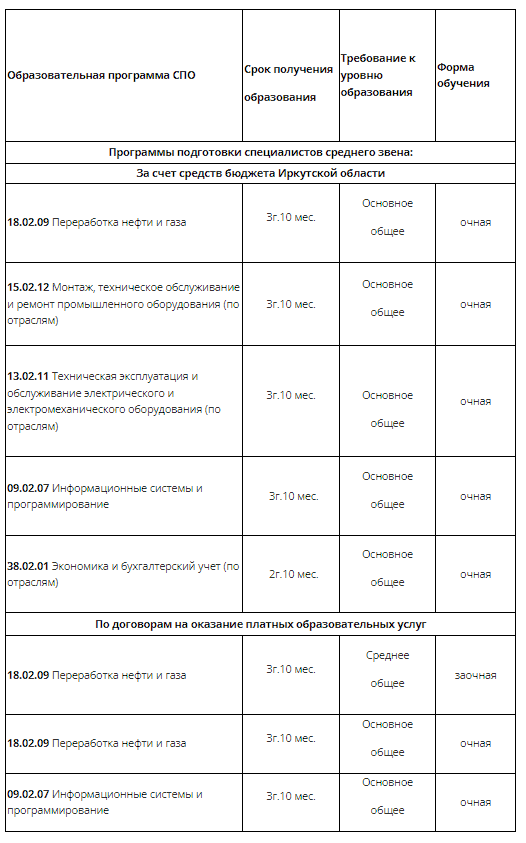 Образовательная программа СПО
Срок получения
образования
Требование к
уровню
образования
Форма
обучения
Программы подготовки специалистов среднего звена:
За счет средств бюджета Иркутской области
18.02.09 Переработка нефти и газа
3г.10 мес.
Основное
общее
очная
15.02.12 Монтаж, техническое обслуживание
и ремонт промышленного оборудования (по
отраслям)
3г.10 мес.
Основное
общее
очная
13.02.11 Техническая эксплуатация и
обслуживание электрического и
электромеханического оборудования (по
отраслям)
3г.10 мес.
Основное
общее
очная
09.02.07 Информационные системы и
программирование
3г.10 мес.
Основное
общее
очная
38.02.01 Экономика и бухгалтерский учет (по
отраслям)
2г.10 мес.
Основное
общее
очная
По договорам на оказание платных образовательных услуг
18.02.09 Переработка нефти и газа
3г.10 мес.
Среднее
общее
заочная
18.02.09 Переработка нефти и газа
3г.10 мес.
Основное
общее
очная
09.02.07 Информационные системы и
программирование
3г.10 мес.
Основное
общее
очная